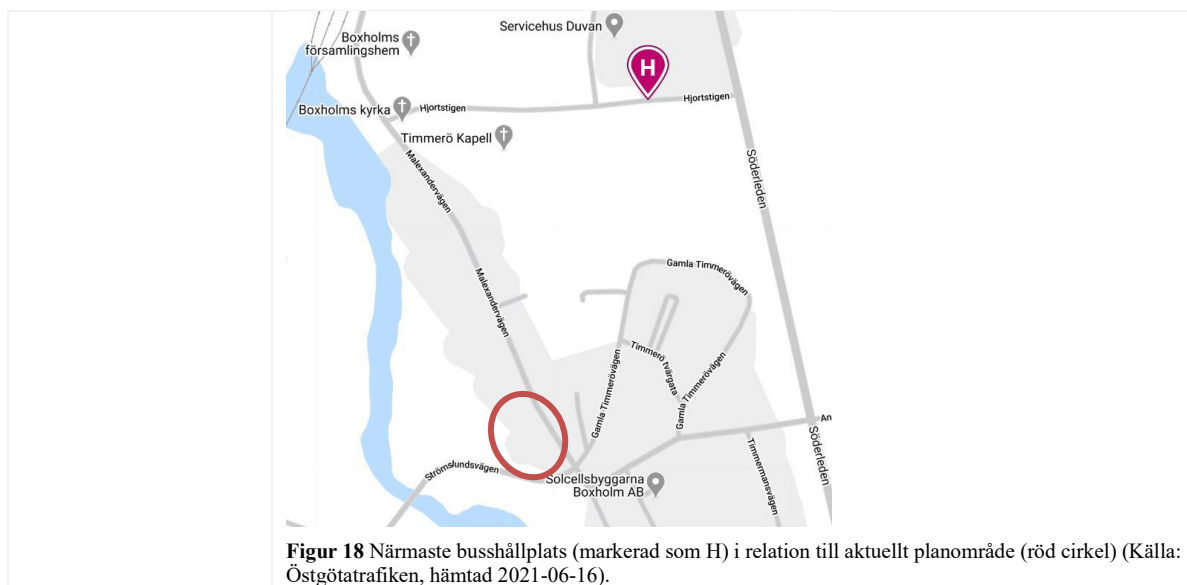 Servicehus Duvan
Boxholms
församlingshem
H
Hjortstigen
Boxholms kyrka
Hjortstigen
Timmerö Kapell
Malexandervägen
Söderleden
Gamla Timmerövägen
Malexandervägen
Timmerö tvärgata
Gamla Timmerövägen
Gamla Timmerövägen
An
Söderleden
Strömslundsvägen
Solcellsbyggarna
Boxholm AB
Timmermansvägen
Figur 18 Närmaste busshållplats (markerad som H) i relation till aktuellt planområde (röd cirkel) (Källa:
Östgötatrafiken, hämtad 2021-06-16).